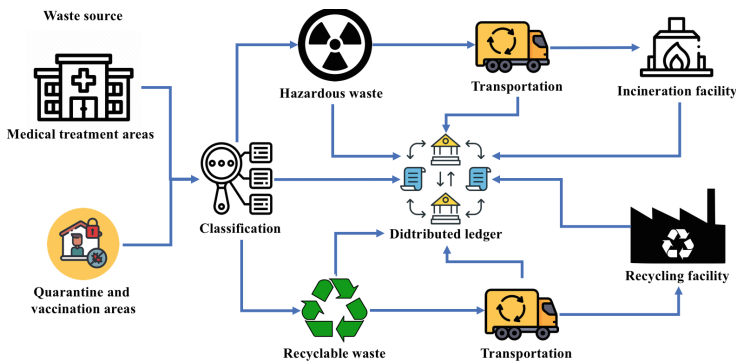 Waste source
Medical treatment areas
Quarantine and
vaccination areas
Classification
Hazardous waste
Transportation
Incineration facility
Didtributed ledger
Recycling facility
Recyclable waste
Transportation